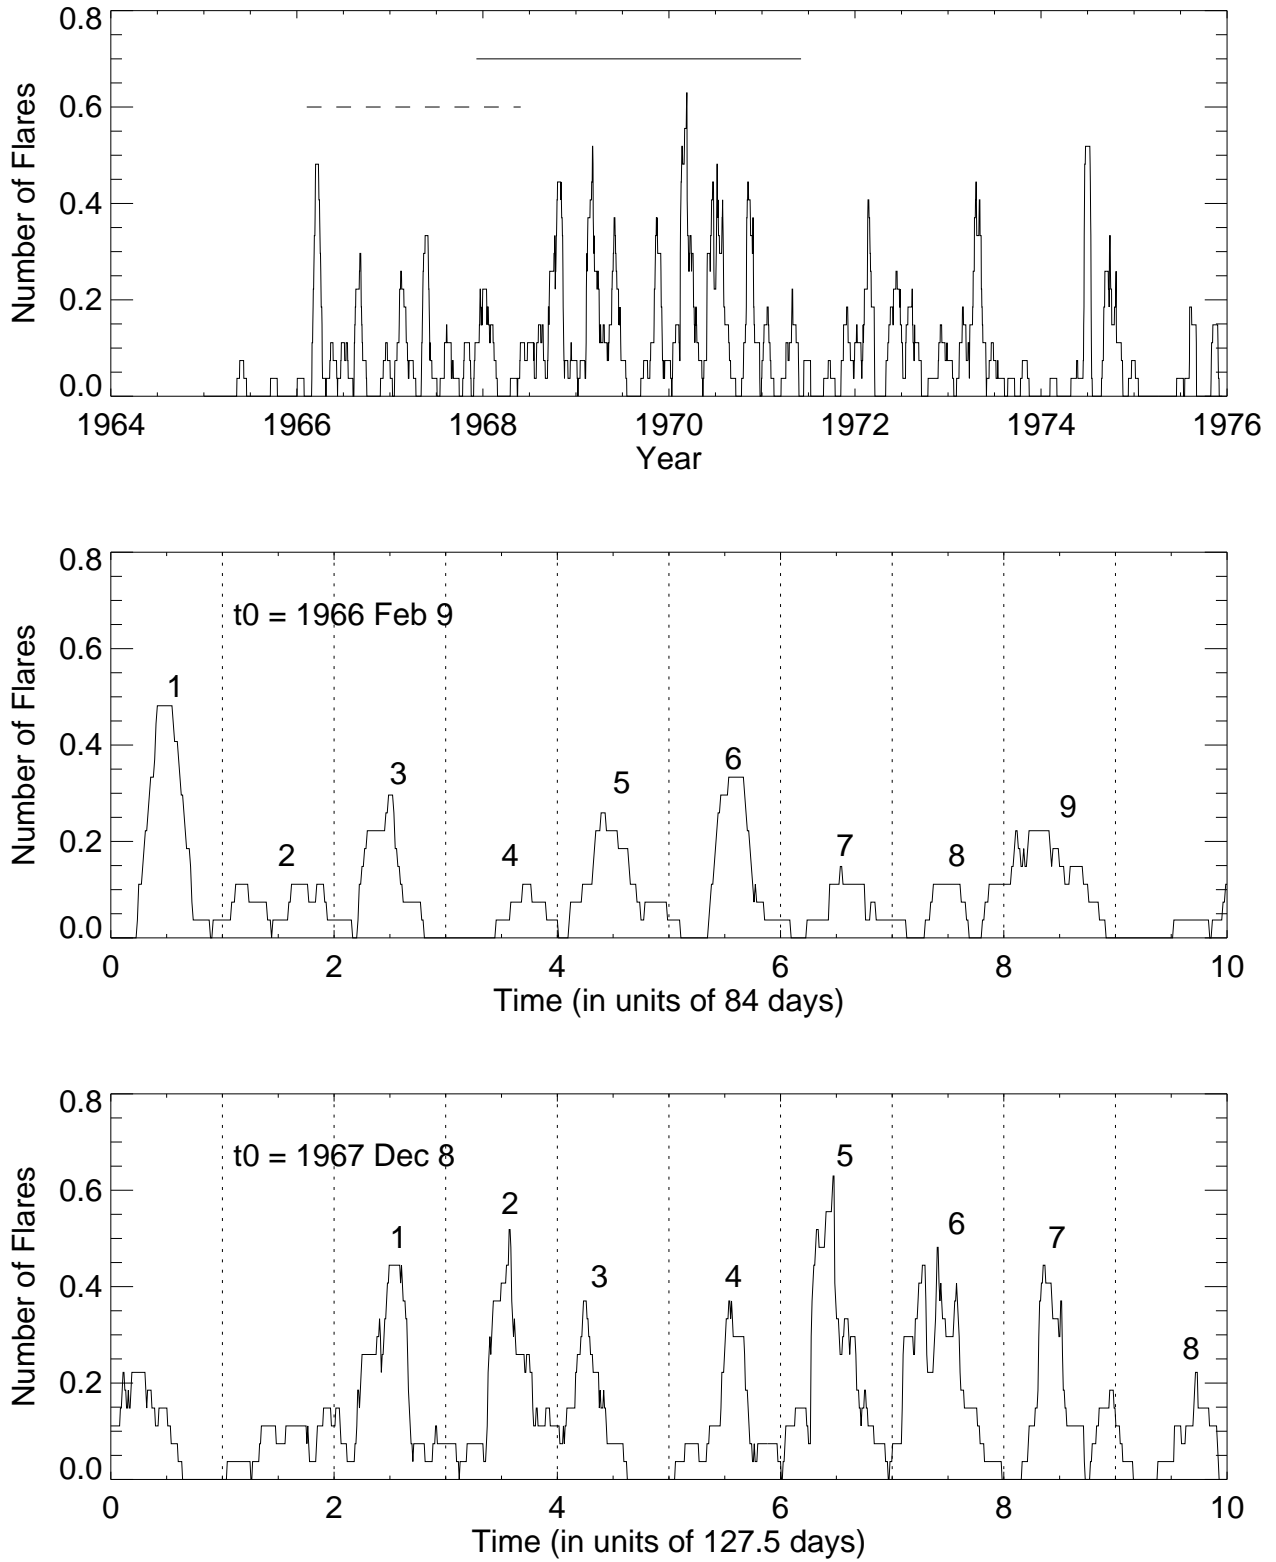 0.8
0.6
0.4
0.2
0.0
Number of Flares
1964 1966 1968 1970 1972 1974 1976
Year
0.8
0.6
0.4
0.2
0.0
Number of Flares
t0 = 1966 Feb 9
1 2 3 4 5 6 7 8 9
0 2 4 6 8 10
Time (in units of 84 days)
0.8
0.6
0.4
0.2
0.0
Number of Flares
t0 = 1967 Dec 8
1 2 3 4 5 6 7 8
0 2 4 6 8 10
Time (in units of 127.5 days)